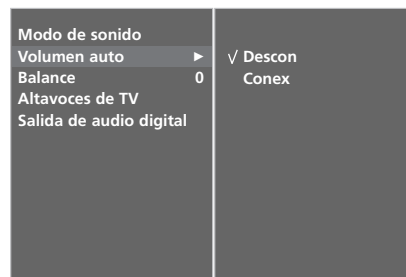 Modo de sonido
Volumen auto ►
Balance 0
Altavoces de TV
Salida de audio digital
√ Descon
Conex